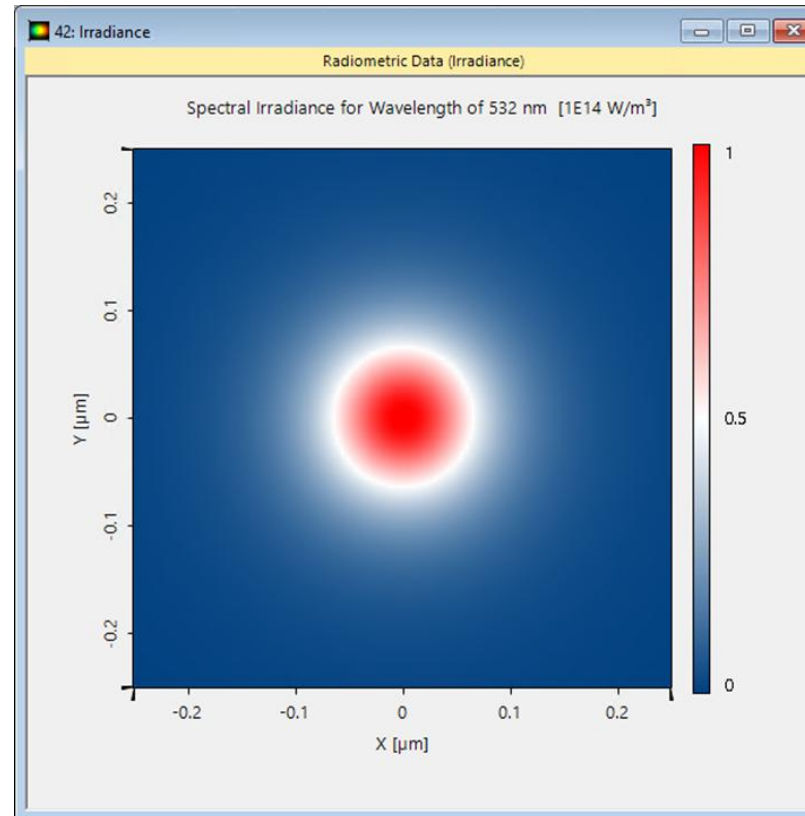 42: Irradiance
Radiometric Data (Irradiance)
Spectral Irradiance for Wavelength of 532 nm [1E14 W/m³]
1
0.5
0
Y [µm]
0.2
0.1
0
-0.1
-0.2
-0.2
-0.1
0
0.1
0.2
X [µm]